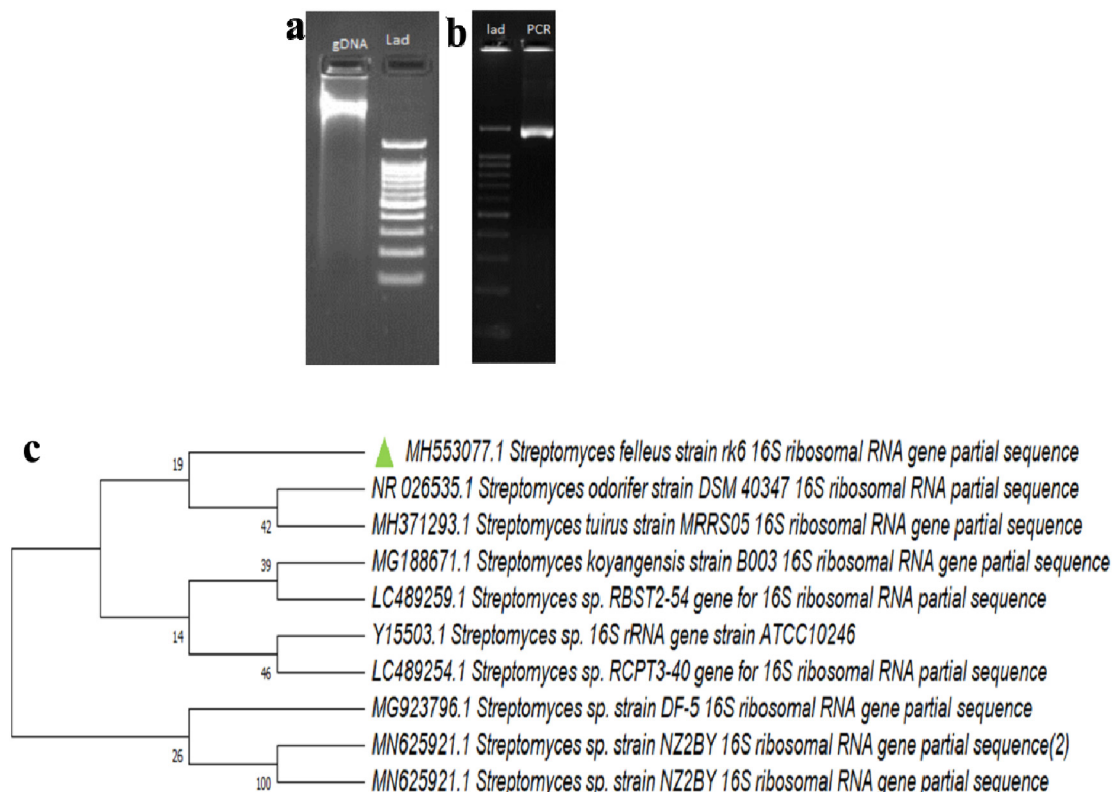 a
gDNA Lad
b
lad PCR
c
MH553077.1 Streptomyces felleus strain rk6 16S ribosomal RNA gene partial sequence
19
NR 026535.1 Streptomyces odorifer strain DSM 40347 16S ribosomal RNA partial sequence
42
MH371293.1 Streptomyces tuirus strain MRRS05 16S ribosomal RNA gene partial sequence
39
MG188671.1 Streptomyces koyangensis strain B003 16S ribosomal RNA gene partial sequence
LC489259.1 Streptomyces sp. RBST2-54 gene for 16S ribosomal RNA partial sequence
14
Y15503.1 Streptomyces sp. 16S rRNA gene strain ATCC10246
46
LC489254.1 Streptomyces sp. RCPT3-40 gene for 16S ribosomal RNA partial sequence
MG923796.1 Streptomyces sp. strain DF-5 16S ribosomal RNA gene partial sequence
26
MN625921.1 Streptomyces sp. strain NZ2BY 16S ribosomal RNA gene partial sequence(2)
100
MN625921.1 Streptomyces sp. strain NZ2BY 16S ribosomal RNA gene partial sequence